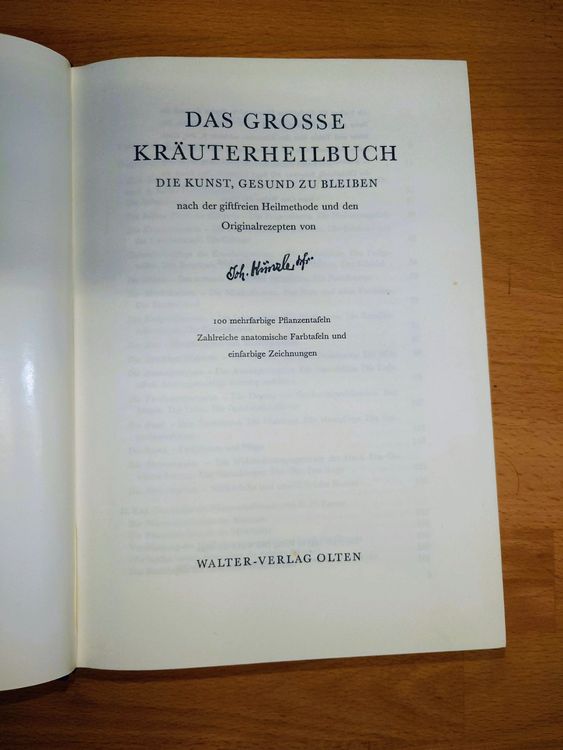 DAS GROSSE
KRÄUTERHEILBUCH
DIE KUNST, GESUND ZU BLEIBEN
nach der giftfreien Heilmethode und den
Originalrezepten von
Joh. Künzle
100 mehrfarbige Pflanzentafeln
Zahlreiche anatomische Farbtafeln und
einfarbige Zeichnungen
WALTER-VERLAG OLTEN